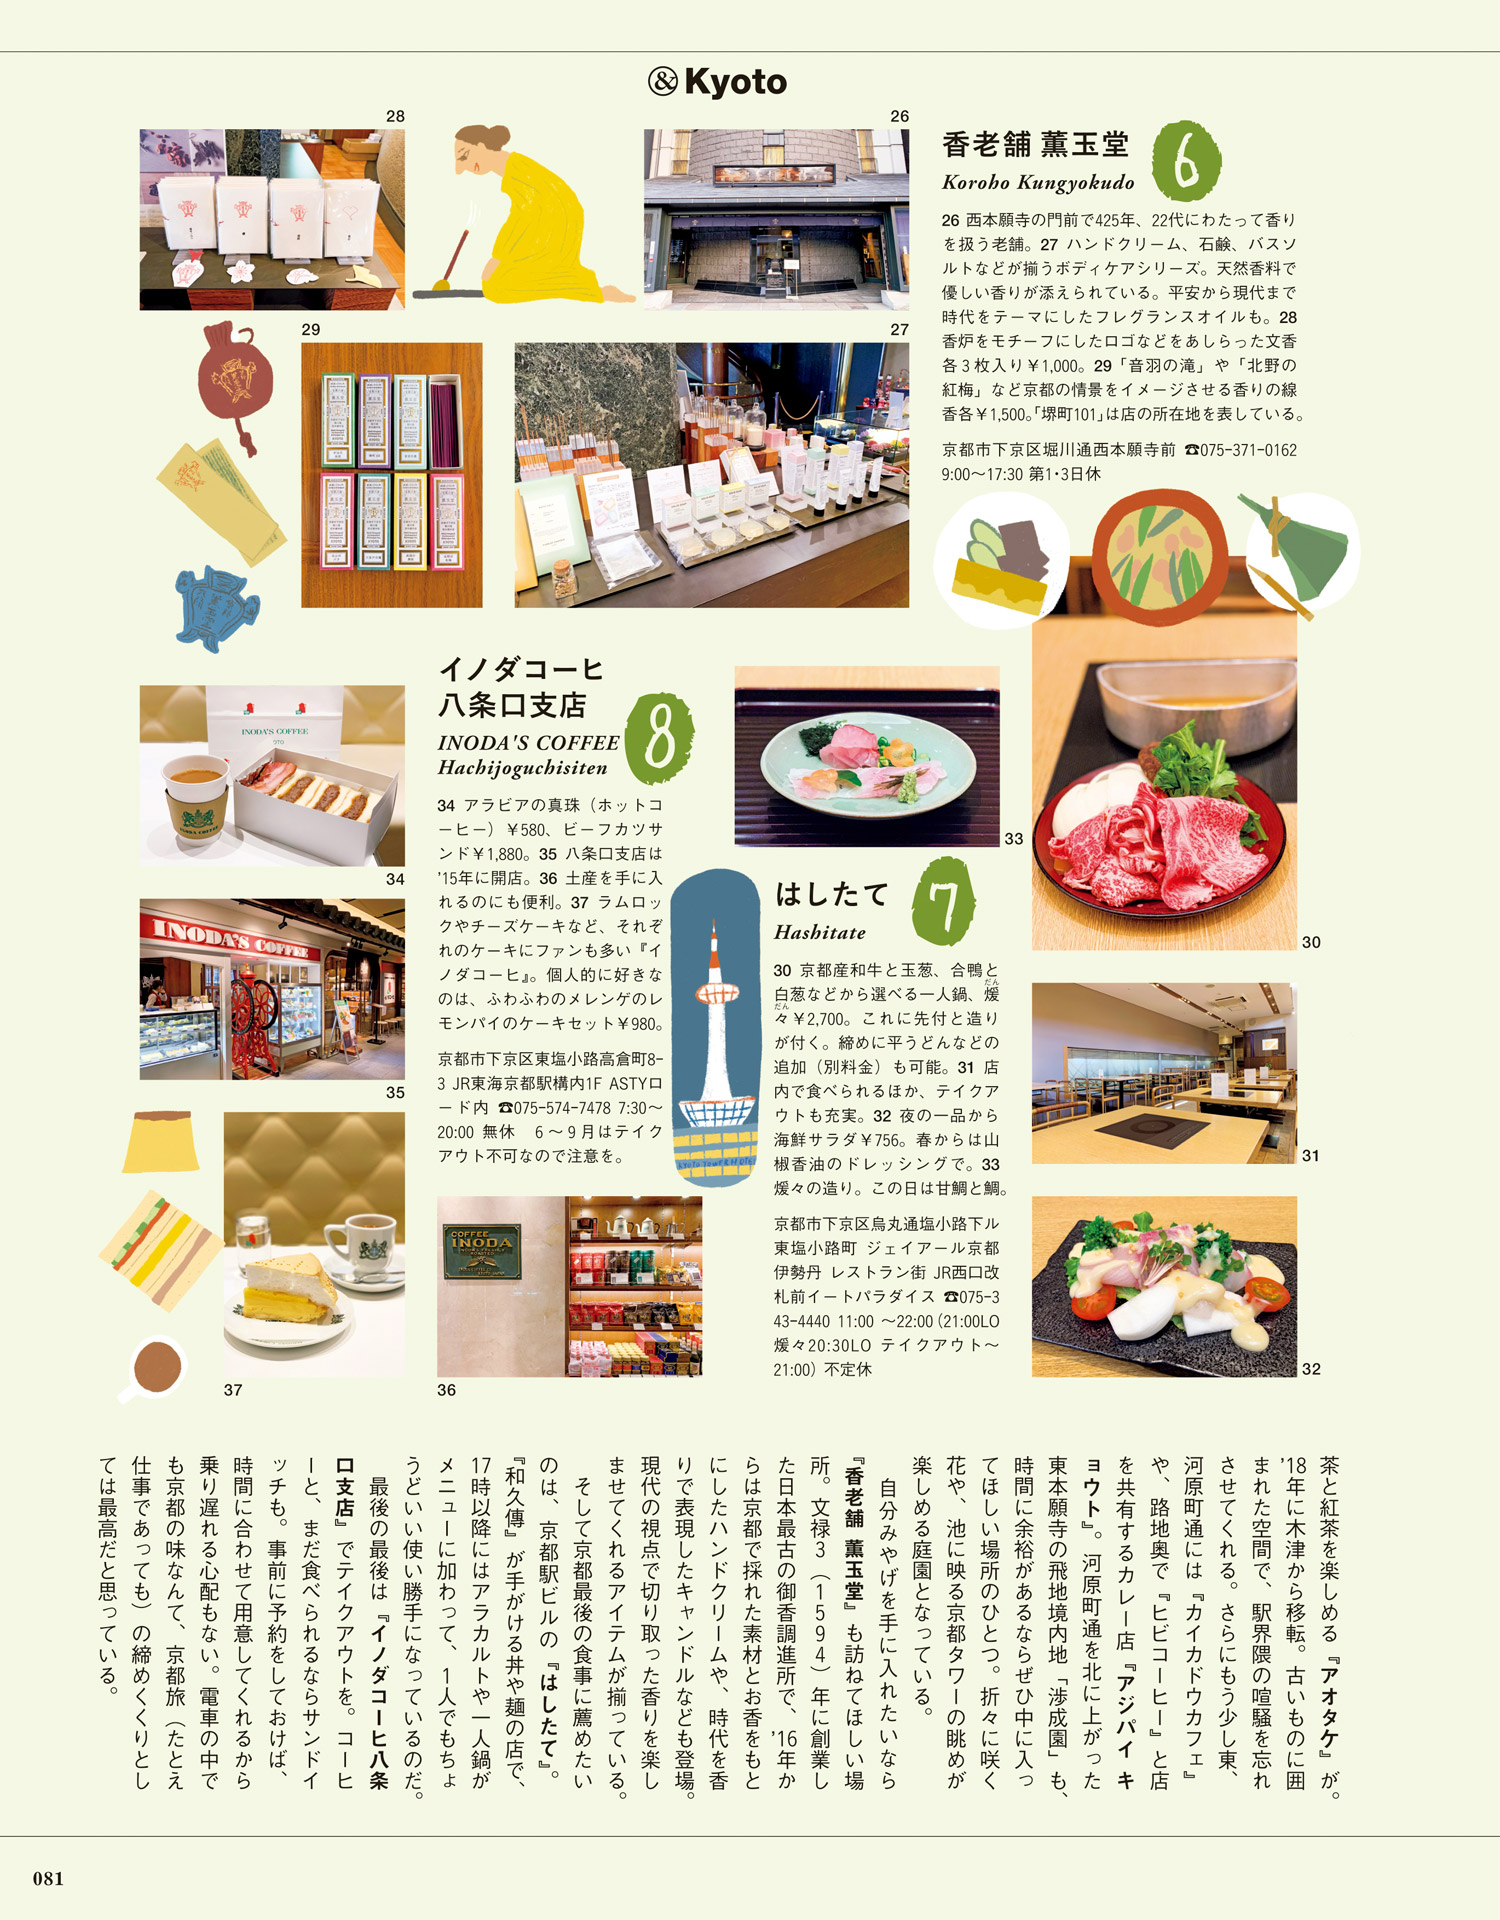 & Kyoto
28
26
29
27
香老舗 薫玉堂
Koroho Kungyokudo
6
26 西本願寺の門前で425年、22代にわたって香り
を扱う老舗。27 ハンドクリーム、石鹸、バスソ
ルトなどが揃うボディケアシリーズ。天然香料で
優しい香りが添えられている。平安から現代まで
時代をテーマにしたフレグランスオイルも。28
香炉をモチーフにしたロゴなどをあしらった文香
各3枚入り¥1,000。29「音羽の滝」や「北野の
紅梅」など京都の情景をイメージさせる香りの線
香各¥1,500。「堺町101」は店の所在地を表している。
京都市下京区堀川通西本願寺前 ☎075-371-0162
9:00〜17:30 第1・3日休
イノダコーヒ
八条口支店
INODA'S COFFEE
Hachijoguchisiten
8
34 アラビアの真珠（ホットコ
ーヒー）¥580、ビーフカツサ
ンド¥1,880。35 八条口支店は
'15年に開店。36 土産を手に入
れるのにも便利。37 ラムロッ
クやチーズケーキなど、それぞ
れのケーキにファンも多い『イ
ノダコーヒ』。個人的に好きな
のは、ふわふわのメレンゲのレ
モンパイのケーキセット¥980。
京都市下京区東塩小路高倉町8-
3 JR東海京都駅構内1F ASTYロ
ード内 ☎075-574-7478 7:30〜
20:00 無休 6〜9月はテイク
アウト不可なので注意を。
INODA'S COFFEE
INODA COFFEE
34
INODA'S COFFEE
35
37
COFFEE
INODA
36
KYOTO TOWER HOTEL
33
はしたて
Hashitate
7
30 京都産和牛と玉葱、合鴨と
白葱などから選べる一人鍋、煖
々¥2,700。これに先付と造り
が付く。締めに平うどんなどの
追加（別料金）も可能。31 店
内で食べられるほか、テイクア
ウトも充実。32 夜の一品から
海鮮サラダ¥756。春からは山
椒香油のドレッシングで。33
煖々の造り。この日は甘鯛と鯛。
だん
だん
京都市下京区烏丸通塩小路下ル
東塩小路町 ジェイアール京都
伊勢丹 レストラン街 JR西口改
札前イートパラダイス ☎075-3
43-4440 11:00 〜22:00（21:00LO
煖々20:30LO テイクアウト〜
21:00）不定休
30
31
32
茶と紅茶を楽しめる『アオタケ』が。
'18年に木津から移転。古いものに囲
まれた空間で、駅界隈の喧騒を忘れ
させてくれる。さらにもう少し東、
河原町通には『カイカドウカフェ』
や、路地奥で『ヒビコーヒー』と店
を共有するカレー店『アジパイ キ
ョウト』。河原町通を北に上がった
東本願寺の飛地境内地「渉成園」も、
時間に余裕があるならぜひ中に入っ
てほしい場所のひとつ。折々に咲く
花や、池に映る京都タワーの眺めが
楽しめる庭園となっている。
自分みやげを手に入れたいなら
『香老舗 薫玉堂』も訪ねてほしい場
所。文禄3（1594）年に創業し
た日本最古の御香調進所で、'16年か
らは京都で採れた素材とお香をもと
にしたハンドクリームや、時代を香
りで表現したキャンドルなども登場。
現代の視点で切り取った香りを楽し
ませてくれるアイテムが揃っている。
そして京都最後の食事に薦めたい
のは、京都駅ビルの『はしたて』。
『和久傳』が手がける丼や麺の店で、
17時以降にはアラカルトや一人鍋が
メニューに加わって、1人でもちょ
うどいい使い勝手になっているのだ。
最後の最後は『イノダコーヒ八条
口支店』でテイクアウトを。コーヒ
ーと、まだ食べられるならサンドイ
ッチも。事前に予約をしておけば、
時間に合わせて用意してくれるから
乗り遅れる心配もない。電車の中で
も京都の味なんて、京都旅（たとえ
仕事であっても）の締めくくりとし
ては最高だと思っている。
081